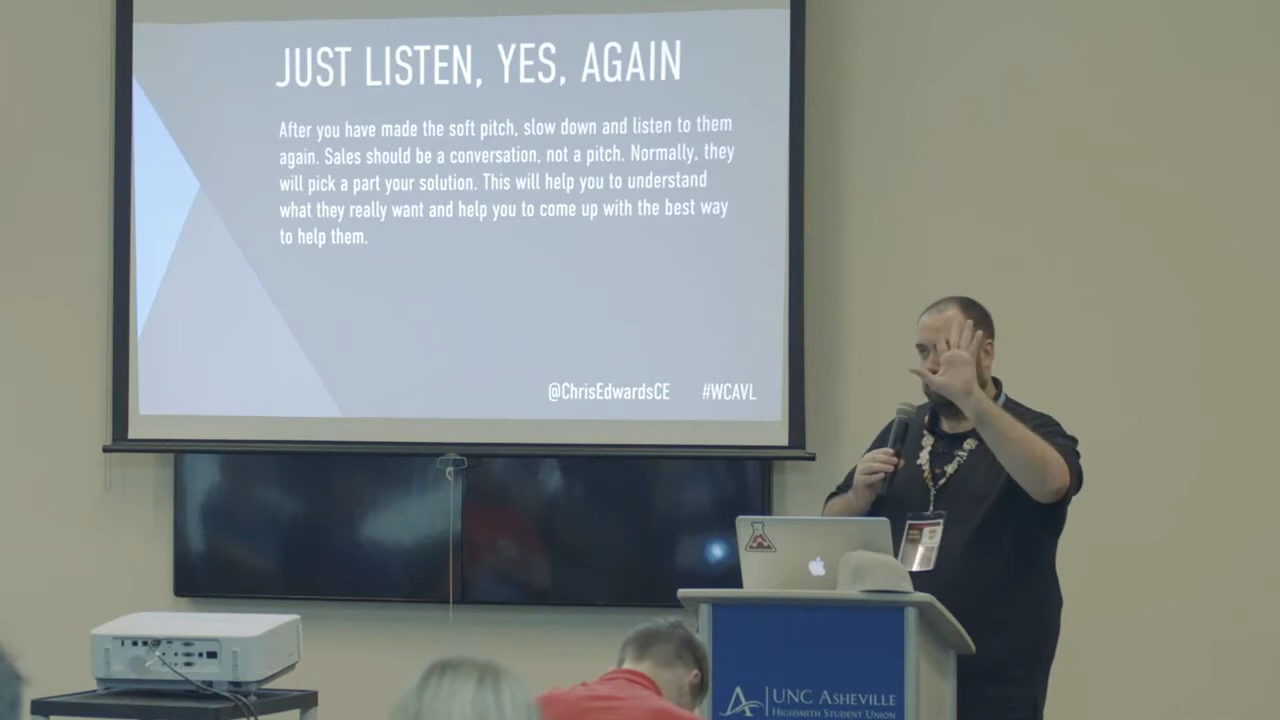 JUST LISTEN, YES, AGAIN
After you have made the soft pitch, slow down and listen to them
again. Sales should be a conversation, not a pitch. Normally, they
will pick a part your solution. This will help you to understand
what they really want and help you to come up with the best way
to help them.
@ChrisEdwardsCE #WCAVL
UNC ASHEVILLE
HIGHSMITH STUDENT UNION